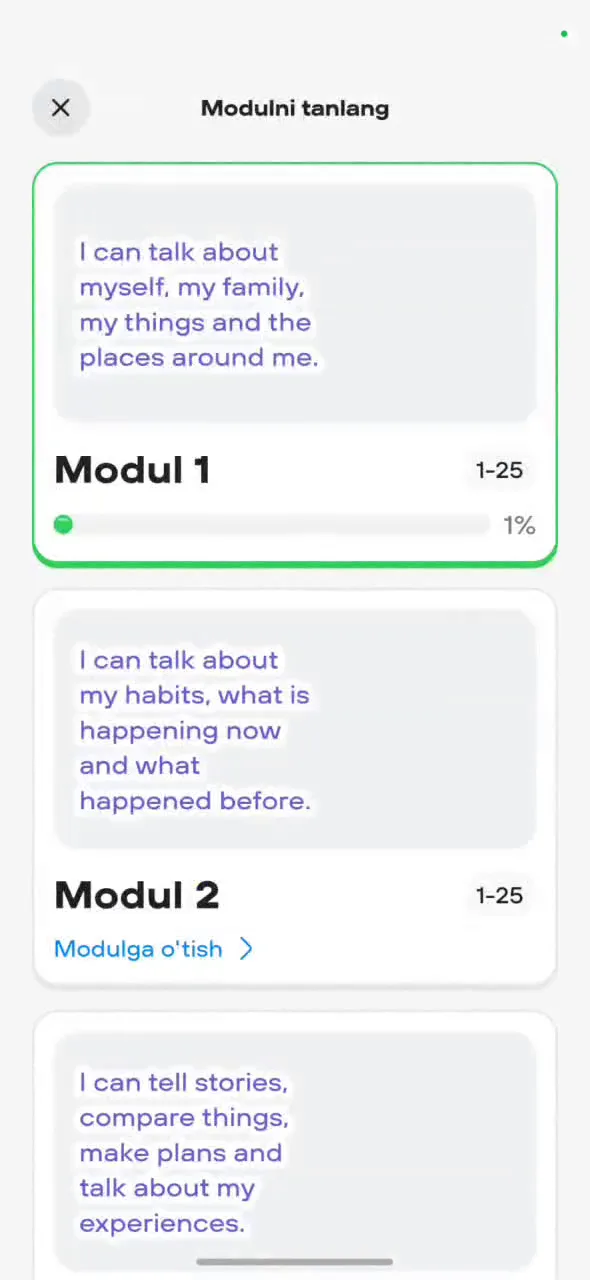 Modulni tanlang
I can talk about
myself, my family,
my things and the
places around me.
Modul 1
1-25
1%
I can talk about
my habits, what is
happening now
and what
happened before.
Modul 2
1-25
Modulga o'tish
I can tell stories,
compare things,
make plans and
talk about my
experiences.